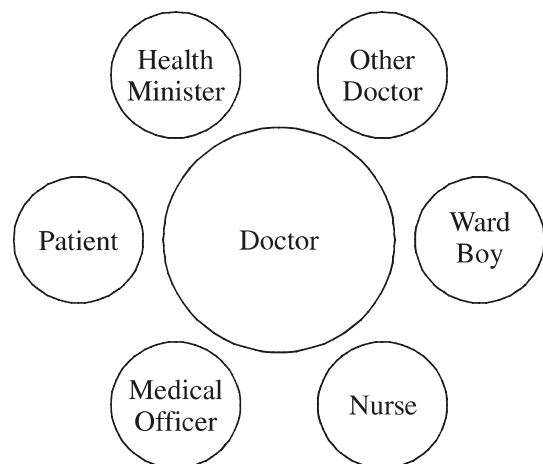 Health
Minister
Other
Doctor
Patient
Doctor
Ward
Boy
Medical
Officer
Nurse